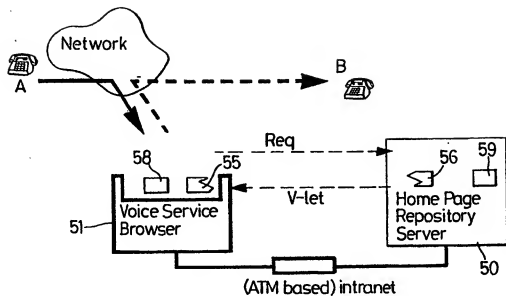 Network
A
B
Req
58
55
V-let
56
59
51
Voice Service
Browser
Home Page
Repository
Server
50
(ATM based) intranet